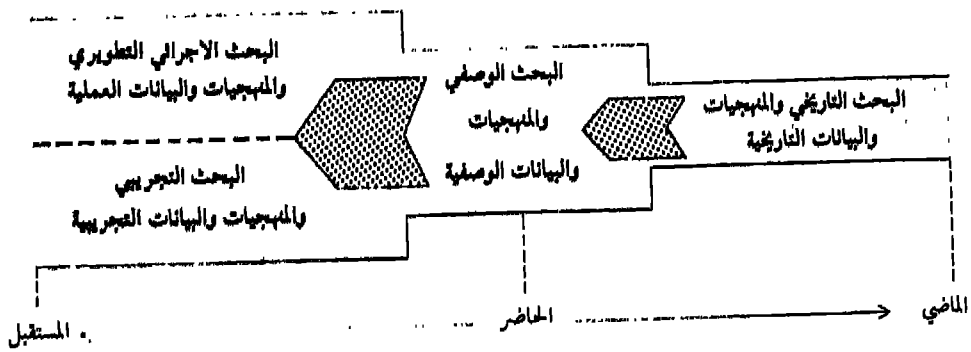 البحث التاريخي والمنهجيات
والبيانات التاريخية
البحث الوصفي
والمنهجيات
والبيانات الوصفية
البحث الاجرائي التطويري
والمنهجيات والبيانات العملية
البحث التجريبي
والمنهجيات والبيانات التجريبية
الماضي
الحاضر
المستقبل